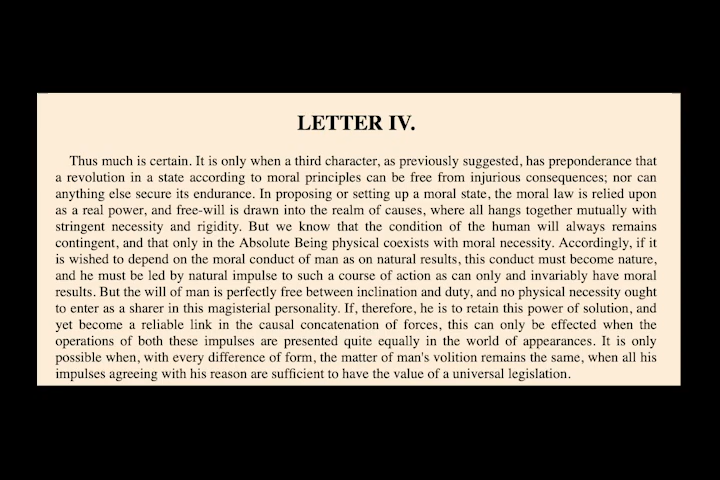 LETTER IV.
Thus much is certain. It is only when a third character, as previously suggested, has preponderance that
a revolution in a state according to moral principles can be free from injurious consequences; nor can
anything else secure its endurance. In proposing or setting up a moral state, the moral law is relied upon
as a real power, and free-will is drawn into the realm of causes, where all hangs together mutually with
stringent necessity and rigidity. But we know that the condition of the human will always remains
contingent, and that only in the Absolute Being physical coexists with moral necessity. Accordingly, if it
is wished to depend on the moral conduct of man as on natural results, this conduct must become nature,
and he must be led by natural impulse to such a course of action as can only and invariably have moral
results. But the will of man is perfectly free between inclination and duty, and no physical necessity ought
to enter as a sharer in this magisterial personality. If, therefore, he is to retain this power of solution, and
yet become a reliable link in the causal concatenation of forces, this can only be effected when the
operations of both these impulses are presented quite equally in the world of appearances. It is only
possible when, with every difference of form, the matter of man's volition remains the same, when all his
impulses agreeing with his reason are sufficient to have the value of a universal legislation.